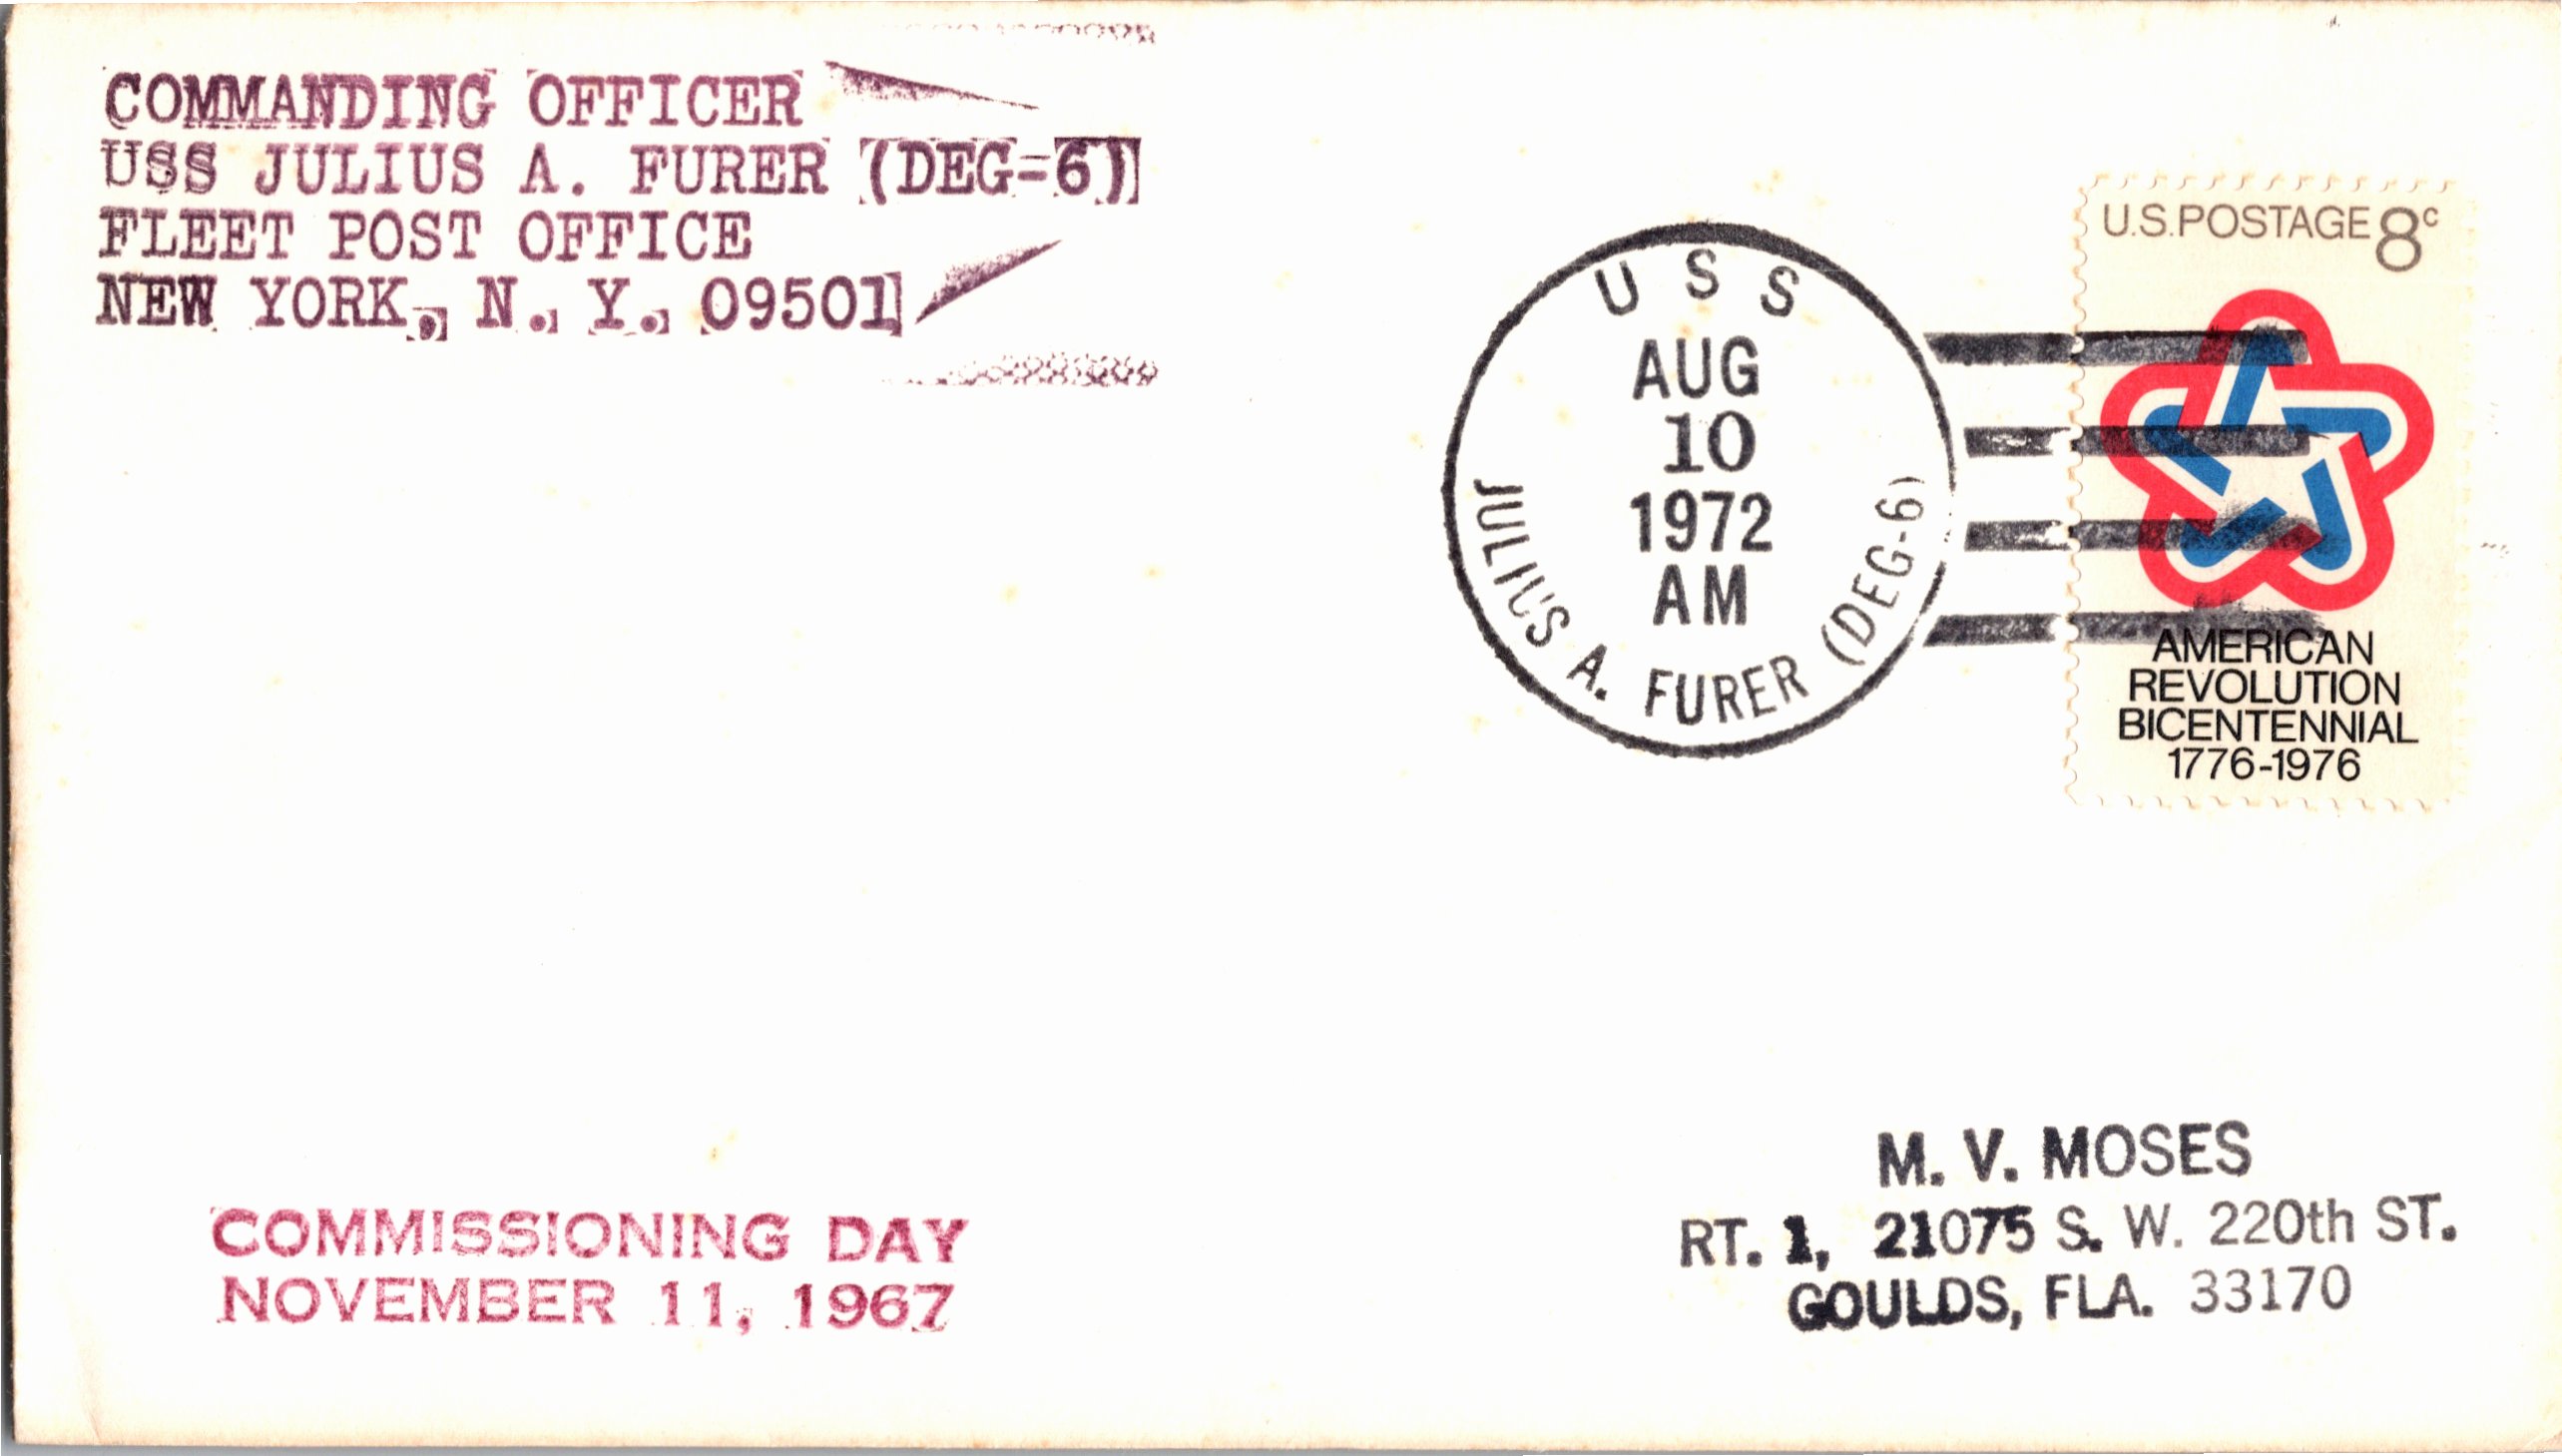 COMMANDING OFFICER
USS JULIUS A. FURER (DEG=6)
FLEET POST OFFICE
NEW YORK, N. Y. 09501
USS
AUG
10
1972
AM
JULIUS A. FURER (DEG-6)
U.S. POSTAGE 8c
AMERICAN
REVOLUTION
BICENTENNIAL
1776-1976
COMMISSIONING DAY
NOVEMBER 11, 1967
M. V. MOSES
RT. 1, 21075 S. W. 220th ST.
GOULDS, FLA. 33170